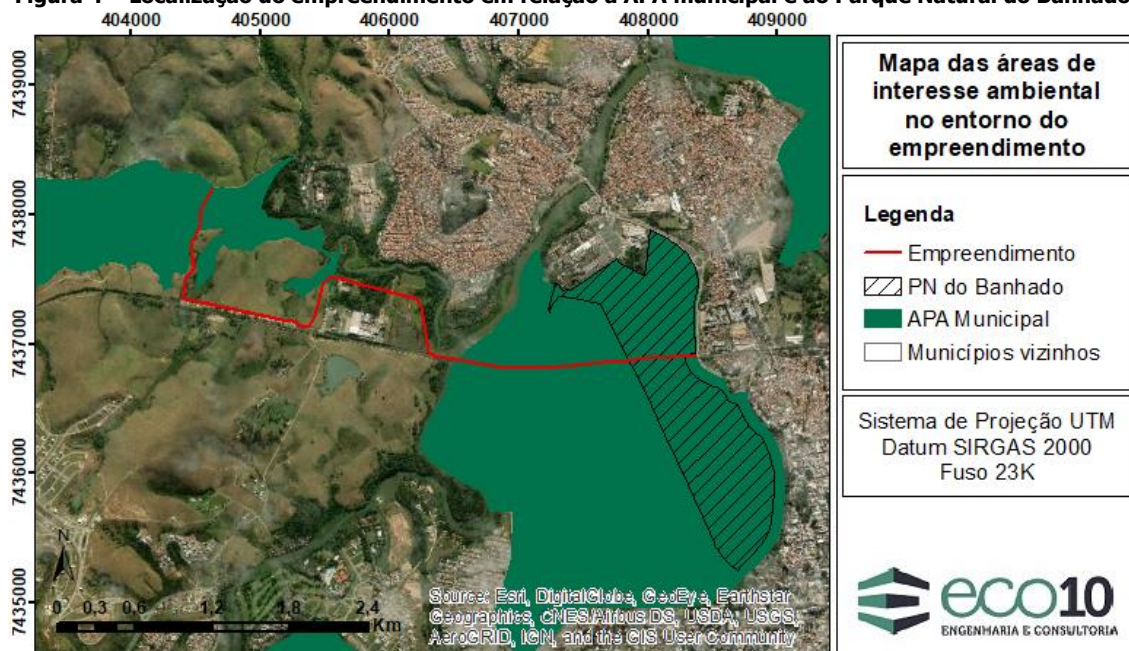 Figura 4 – Localização do empreendimento em relação à APA Municipal e ao Parque Natural do Banhado
404000 405000 406000 407000 408000 409000
7439000
7438000
7437000
7436000
7435000
N
0 0,3 0,6 1,2 1,8 2,4
Km
Source: Esri, DigitalGlobe, GeoEye, Earthstar
Geographics, CNES/Airbus DS, USDA, USGS,
AeroGRID, IGN, and the GIS User Community
Mapa das áreas de
interesse ambiental
no entorno do
empreendimento
Legenda
Empreendimento
PN do Banhado
APA Municipal
Municípios vizinhos
Sistema de Projeção UTM
Datum SIRGAS 2000
Fuso 23K
eco10
ENGENHARIA E CONSULTORIA